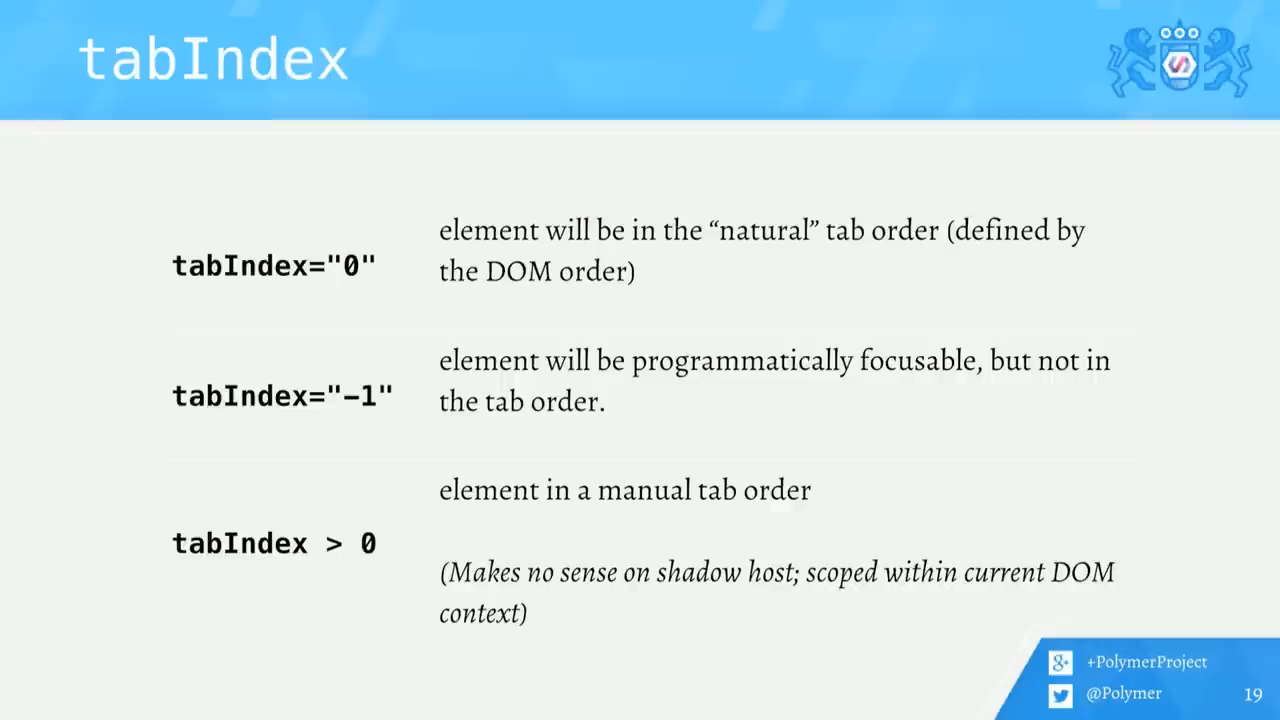 tabIndex
tabIndex="0"
element will be in the “natural” tab order (defined by
the DOM order)
tabIndex="-1"
element will be programmatically focusable, but not in
the tab order.
tabIndex > 0
element in a manual tab order
(Makes no sense on shadow host; scoped within current DOM
context)
+PolymerProject
@Polymer
19